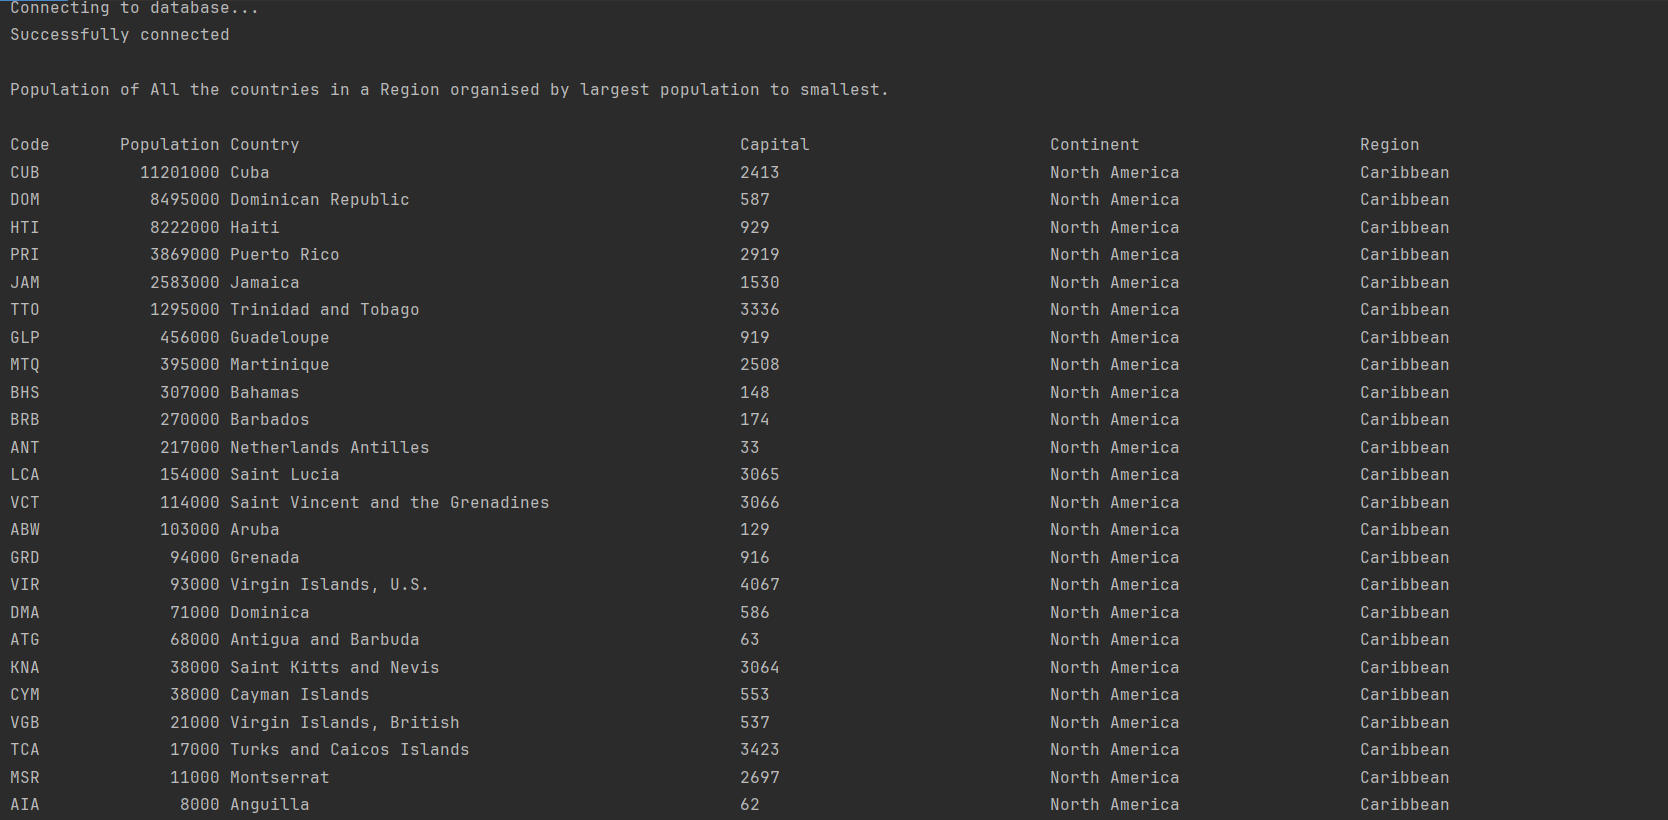 Connecting to database...
Successfully connected
Population of All the countries in a Region organised by largest population to smallest.
Code Population Country Capital Continent Region
CUB 11201000 Cuba 2413 North America Caribbean
DOM 8495000 Dominican Republic 587 North America Caribbean
HTI 8222000 Haiti 929 North America Caribbean
PRI 3869000 Puerto Rico 2919 North America Caribbean
JAM 2583000 Jamaica 1530 North America Caribbean
TTO 1295000 Trinidad and Tobago 3336 North America Caribbean
GLP 456000 Guadeloupe 919 North America Caribbean
MTQ 395000 Martinique 2508 North America Caribbean
BHS 307000 Bahamas 148 North America Caribbean
BRB 270000 Barbados 174 North America Caribbean
ANT 217000 Netherlands Antilles 33 North America Caribbean
LCA 154000 Saint Lucia 3065 North America Caribbean
VCT 114000 Saint Vincent and the Grenadines 3066 North America Caribbean
ABW 103000 Aruba 129 North America Caribbean
GRD 94000 Grenada 916 North America Caribbean
VIR 93000 Virgin Islands, U.S. 4067 North America Caribbean
DMA 71000 Dominica 586 North America Caribbean
ATG 68000 Antigua and Barbuda 63 North America Caribbean
KNA 38000 Saint Kitts and Nevis 3064 North America Caribbean
CYM 38000 Cayman Islands 553 North America Caribbean
VGB 21000 Virgin Islands, British 537 North America Caribbean
TCA 17000 Turks and Caicos Islands 3423 North America Caribbean
MSR 11000 Montserrat 2697 North America Caribbean
AIA 8000 Anguilla 62 North America Caribbean